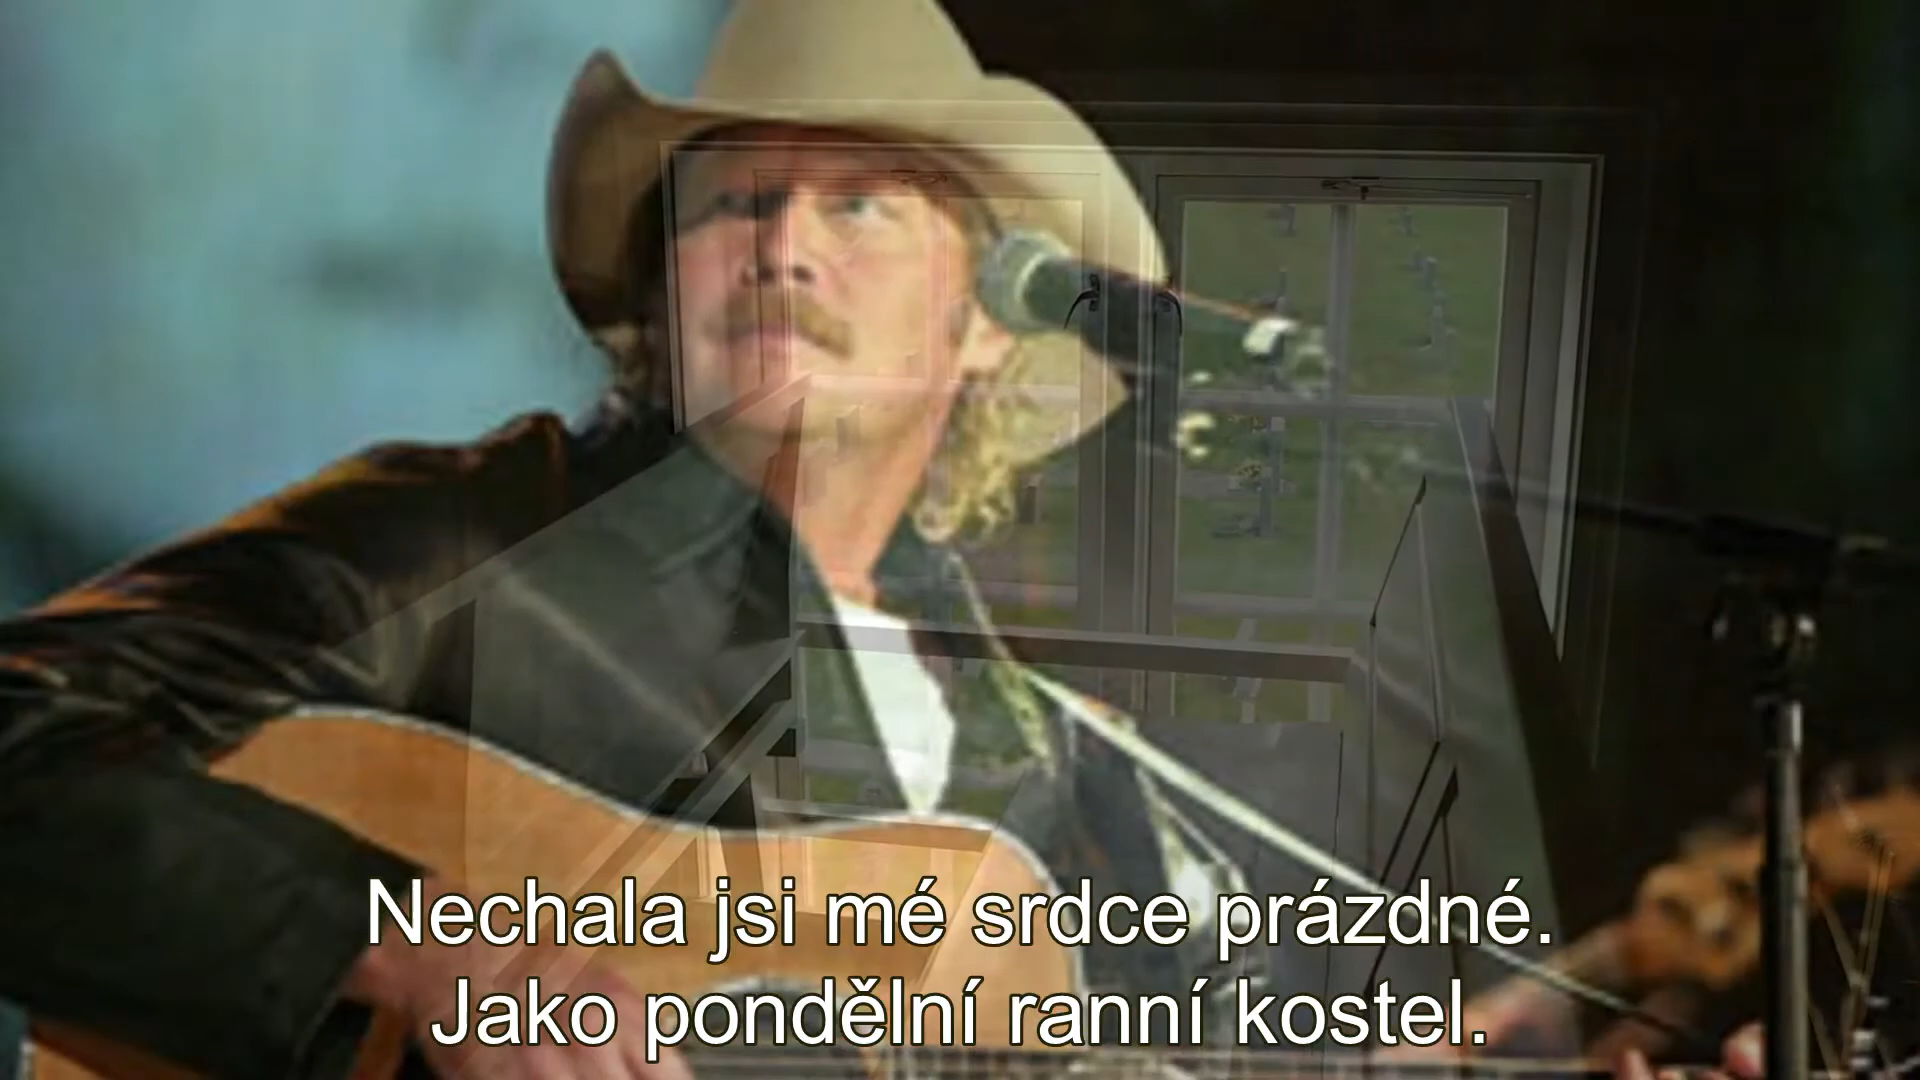 Nechala jsi mé srdce prázdné.
Jako pondělní ranní kostel.